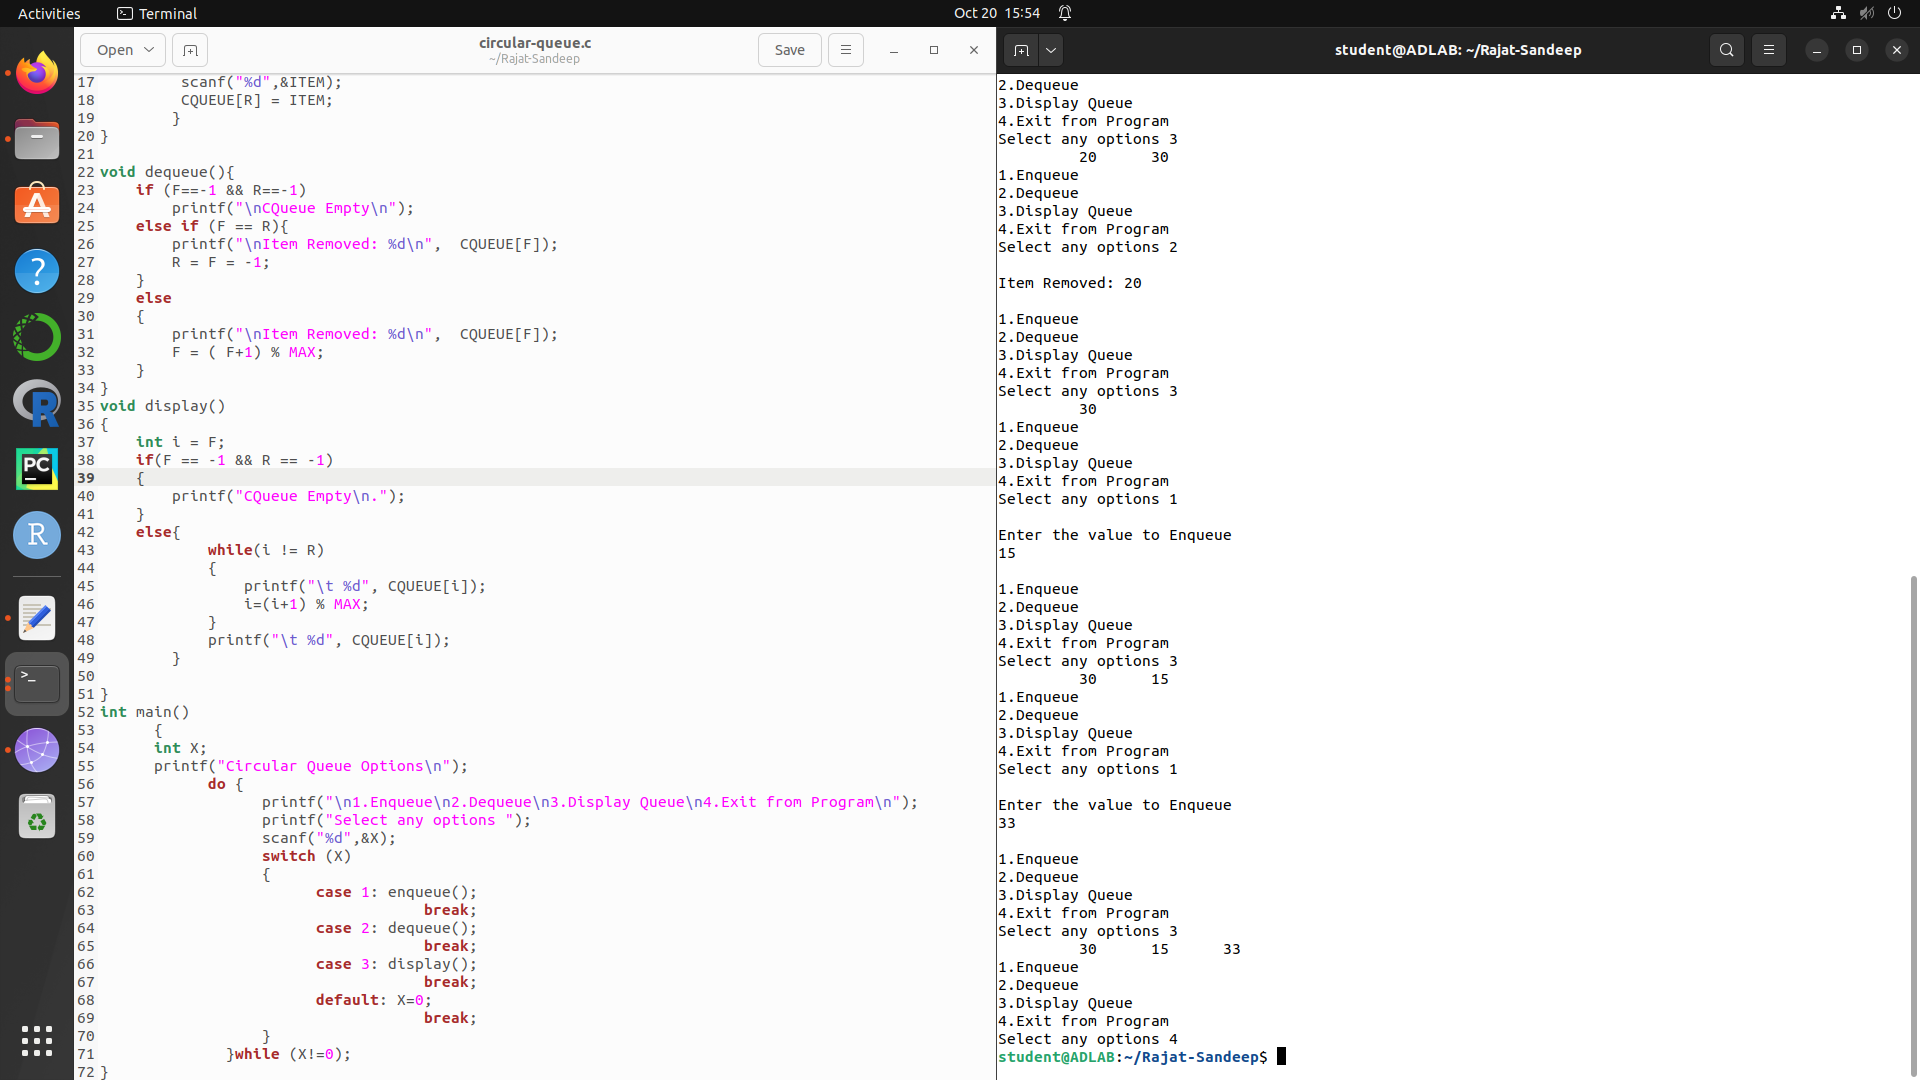 Activities
Terminal
Oct 20 15:54
Open
circular-queue.c
~/Rajat-Sandeep
Save
17         scanf("%d",&ITEM);
18         CQUEUE[R] = ITEM;
19        }
20 }
21
22 void dequeue(){
23    if (F==-1 && R==-1)
24        printf("\nCQueue Empty\n");
25    else if (F == R){
26        printf("\nItem Removed: %d\n",  CQUEUE[F]);
27        R = F = -1;
28    }
29    else
30    {
31        printf("\nItem Removed: %d\n",  CQUEUE[F]);
32        F = ( F+1) % MAX;
33    }
34 }
35 void display()
36 {
37    int i = F;
38    if(F == -1 && R == -1)
39    {
40        printf("CQueue Empty\n.");
41    }
42    else{
43            while(i != R)
44            {
45                printf("\t %d", CQUEUE[i]);
46                i=(i+1) % MAX;
47            }
48            printf("\t %d", CQUEUE[i]);
49        }
50
51 }
52 int main()
53      {
54      int X;
55      printf("Circular Queue Options\n");
56            do {
57                  printf("\n1.Enqueue\n2.Dequeue\n3.Display Queue\n4.Exit from Program\n");
58                  printf("Select any options ");
59                  scanf("%d",&X);
60                  switch (X)
61                  {
62                        case 1: enqueue();
63                                    break;
64                        case 2: dequeue();
65                                    break;
66                        case 3: display();
67                                    break;
68                        default: X=0;
69                                    break;
70                  }
71              }while (X!=0);
72 }
student@ADLAB: ~/Rajat-Sandeep
2.Dequeue
3.Display Queue
4.Exit from Program
Select any options 3
         20      30
1.Enqueue
2.Dequeue
3.Display Queue
4.Exit from Program
Select any options 2

Item Removed: 20

1.Enqueue
2.Dequeue
3.Display Queue
4.Exit from Program
Select any options 3
         30
1.Enqueue
2.Dequeue
3.Display Queue
4.Exit from Program
Select any options 1

Enter the value to Enqueue
15

1.Enqueue
2.Dequeue
3.Display Queue
4.Exit from Program
Select any options 3
         30      15
1.Enqueue
2.Dequeue
3.Display Queue
4.Exit from Program
Select any options 1

Enter the value to Enqueue
33

1.Enqueue
2.Dequeue
3.Display Queue
4.Exit from Program
Select any options 3
         30      15      33
1.Enqueue
2.Dequeue
3.Display Queue
4.Exit from Program
Select any options 4
student@ADLAB:~/Rajat-Sandeep$
A
?
R
PC
R
>_